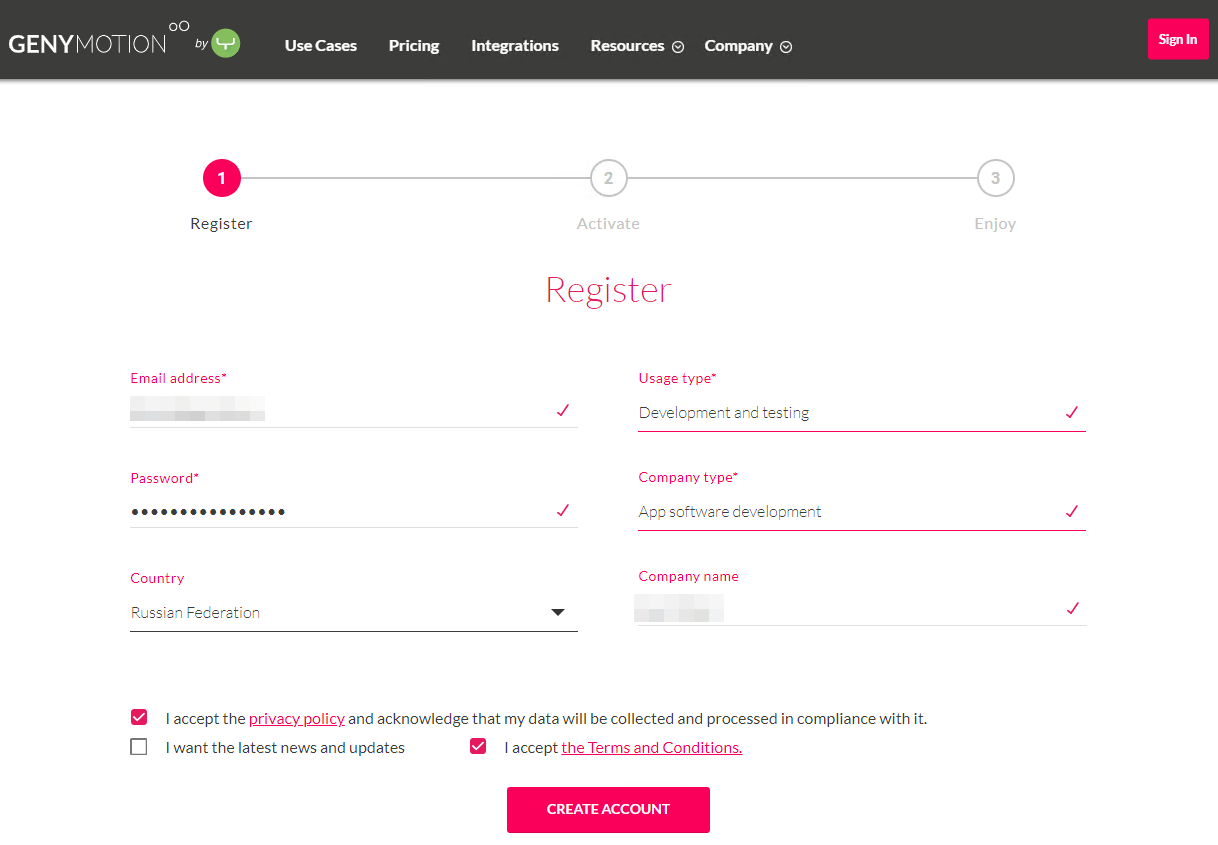 GENYMOTION by
Use Cases
Pricing
Integrations
Resources
Company
Sign In
1
2
3
Register
Activate
Enjoy
Register
Email address*
Usage type*
Development and testing
Password*
••••••••••••••••
Company type*
App software development
Country
Russian Federation
Company name
I accept the privacy policy and acknowledge that my data will be collected and processed in compliance with it.
I want the latest news and updates
I accept the Terms and Conditions.
CREATE ACCOUNT